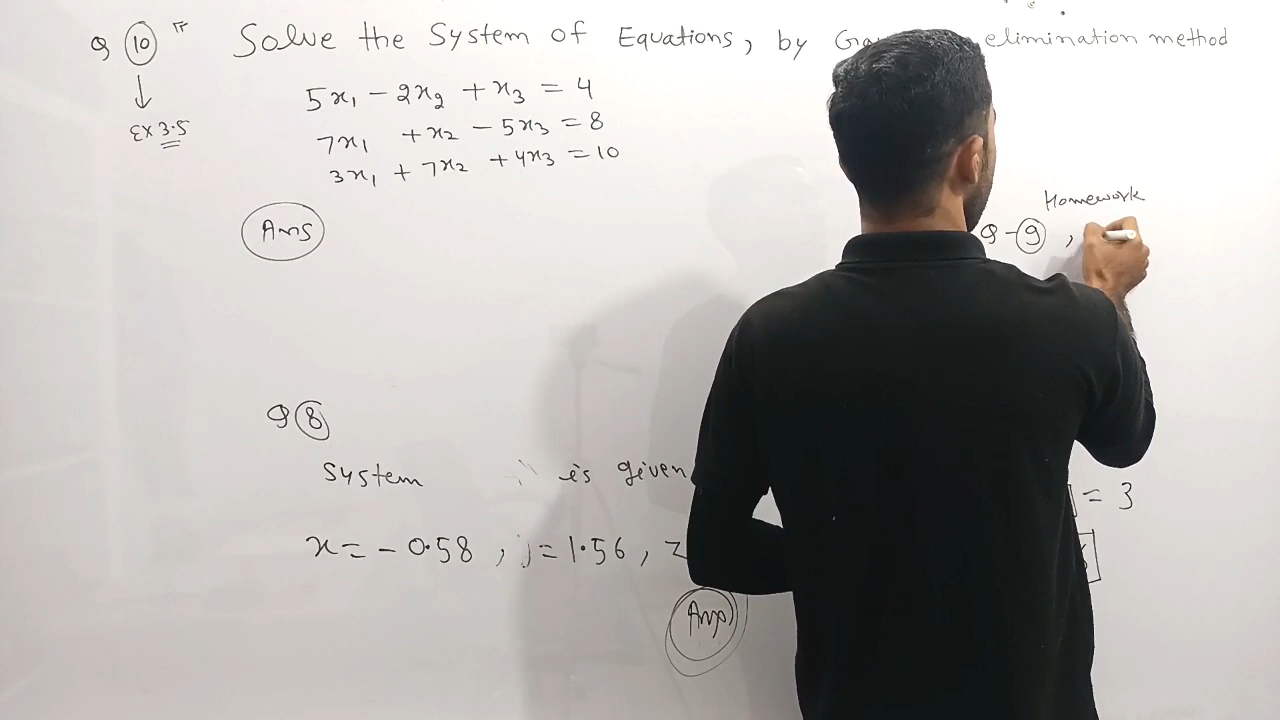 Q 10 Solve the System of Equations, by elimination method
Ex 3.5
5x₁ - 2x₂ + x₃ = 4
7x₁ + x₂ - 5x₃ = 8
3x₁ + 7x₂ + 4x₃ = 10
Ans
Homework
Q - 9 ,
Q 8
System is given
= 3
x = - 0.58 , y = 1.56 , z
Ans